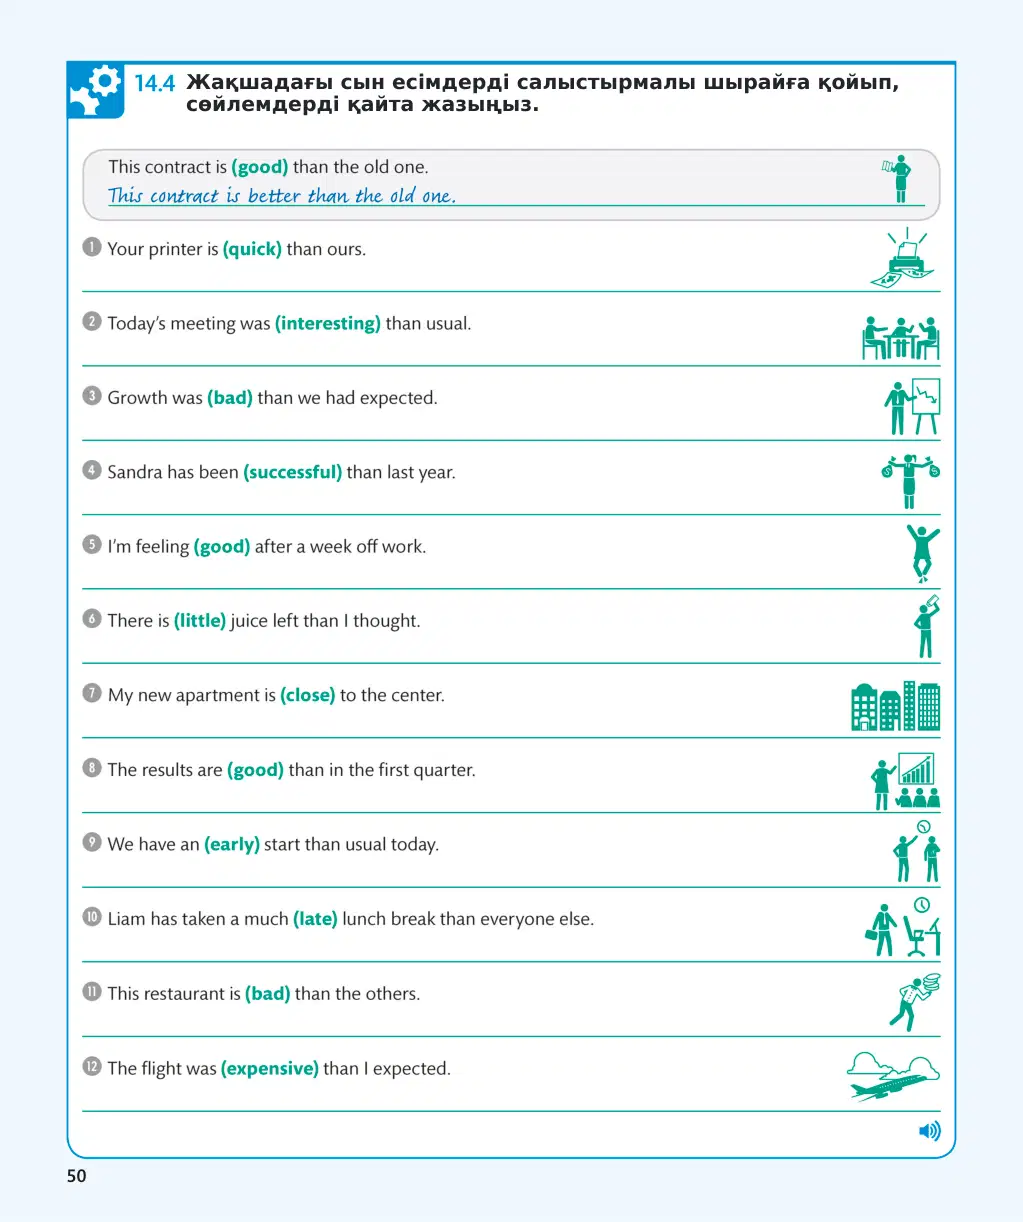 14.4 Жақшадағы сын есімдерді салыстырмалы шырайға қойып,
сөйлемдерді қайта жазыңыз.
This contract is (good) than the old one.
This contract is better than the old one.
1 Your printer is (quick) than ours.
2 Today’s meeting was (interesting) than usual.
3 Growth was (bad) than we had expected.
4 Sandra has been (successful) than last year.
5 I’m feeling (good) after a week off work.
6 There is (little) juice left than I thought.
7 My new apartment is (close) to the center.
8 The results are (good) than in the first quarter.
9 We have an (early) start than usual today.
10 Liam has taken a much (late) lunch break than everyone else.
11 This restaurant is (bad) than the others.
12 The flight was (expensive) than I expected.
50